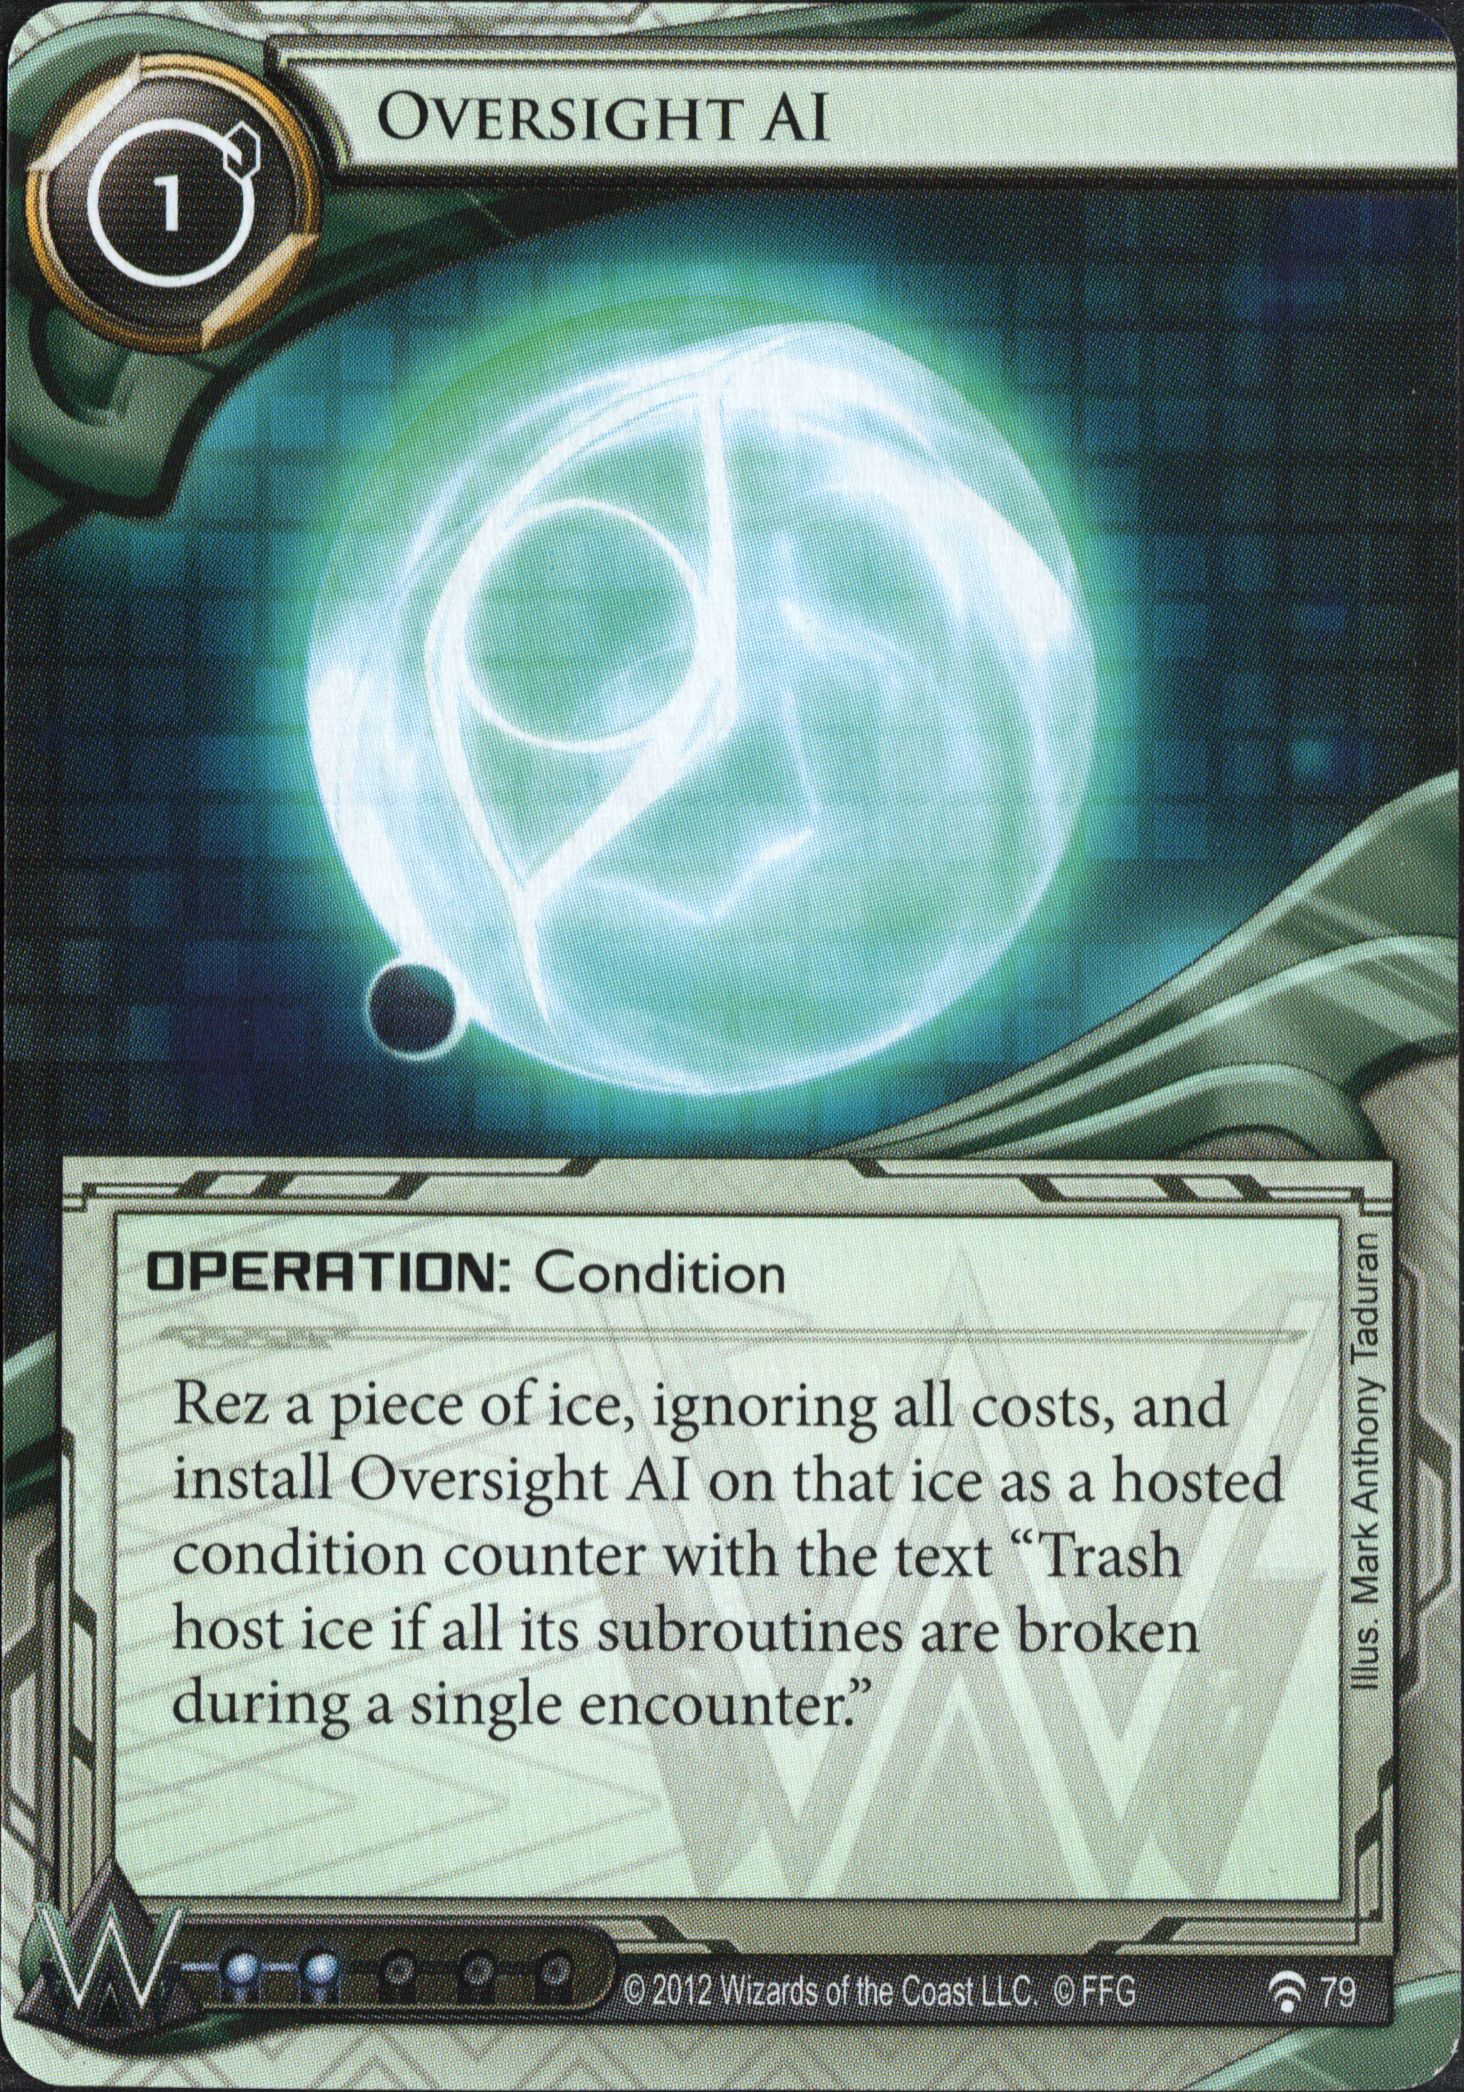 1
OVERSIGHT AI
OPERATION: Condition
Rez a piece of ice, ignoring all costs, and
install Oversight AI on that ice as a hosted
condition counter with the text “Trash
host ice if all its subroutines are broken
during a single encounter.”
Illus. Mark Anthony Taduran
W
© 2012 Wizards of the Coast LLC. © FFG
79